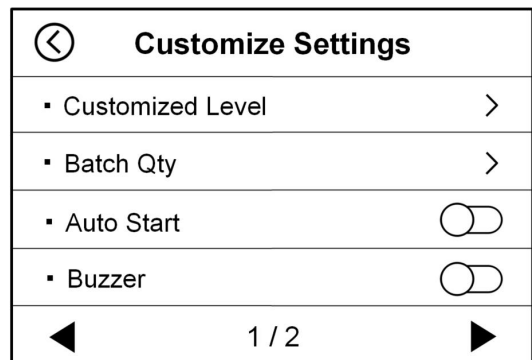 Customize Settings
▪ Customized Level
▪ Batch Qty
▪ Auto Start
▪ Buzzer
1 / 2